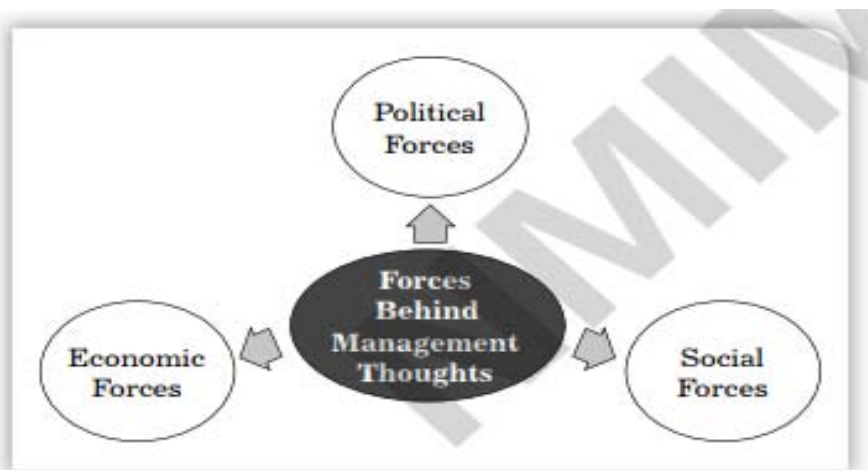 Political
Forces
Forces
Behind
Management
Thoughts
Economic
Forces
Social
Forces